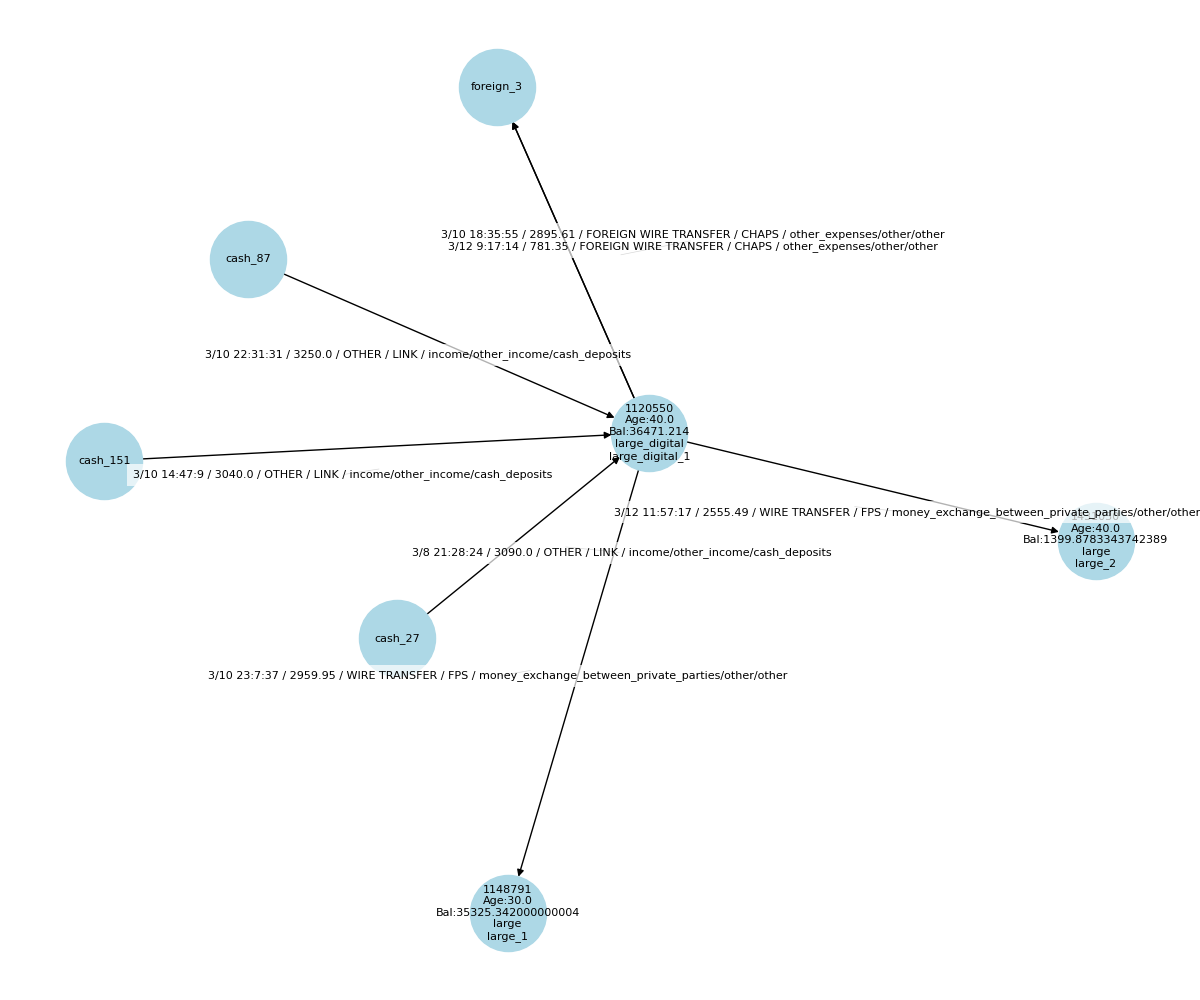 foreign_3
3/10 18:35:55 / 2895.61 / FOREIGN WIRE TRANSFER / CHAPS / other_expenses/other/other
3/12 9:17:14 / 781.35 / FOREIGN WIRE TRANSFER / CHAPS / other_expenses/other/other
cash_87
3/10 22:31:31 / 3250.0 / OTHER / LINK / income/other_income/cash_deposits
1120550
Age:40.0
Bal:36471.214
large_digital
large_digital_1
cash_151
3/10 14:47:9 / 3040.0 / OTHER / LINK / income/other_income/cash_deposits
3/12 11:57:17 / 2555.49 / WIRE TRANSFER / FPS / money_exchange_between_private_parties/other/other
Age:40.0
Bal:1399.8783343742389
large
large_2
3/8 21:28:24 / 3090.0 / OTHER / LINK / income/other_income/cash_deposits
cash_27
3/10 23:7:37 / 2959.95 / WIRE TRANSFER / FPS / money_exchange_between_private_parties/other/other
1148791
Age:30.0
Bal:35325.342000000004
large
large_1